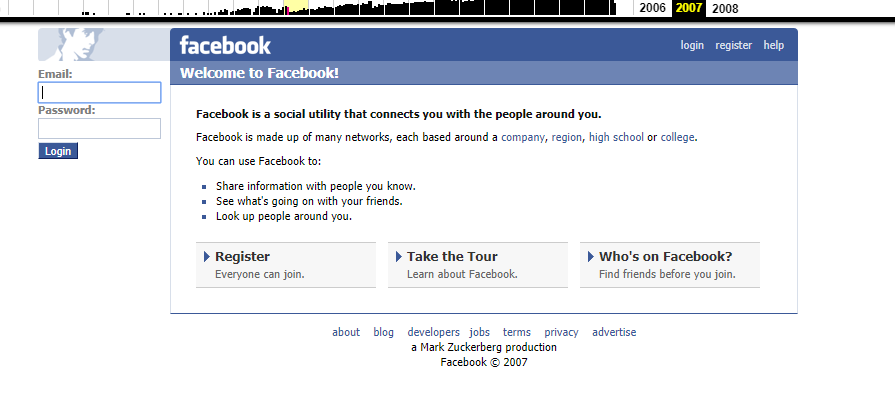 2006 2007 2008
facebook
login register help
Welcome to Facebook!
Email:
Password:
Login
Facebook is a social utility that connects you with the people around you.
Facebook is made up of many networks, each based around a company, region, high school or college.
You can use Facebook to:
Share information with people you know.
See what's going on with your friends.
Look up people around you.
Register
Everyone can join.
Take the Tour
Learn about Facebook.
Who's on Facebook?
Find friends before you join.
about blog developers jobs terms privacy advertise
a Mark Zuckerberg production
Facebook © 2007